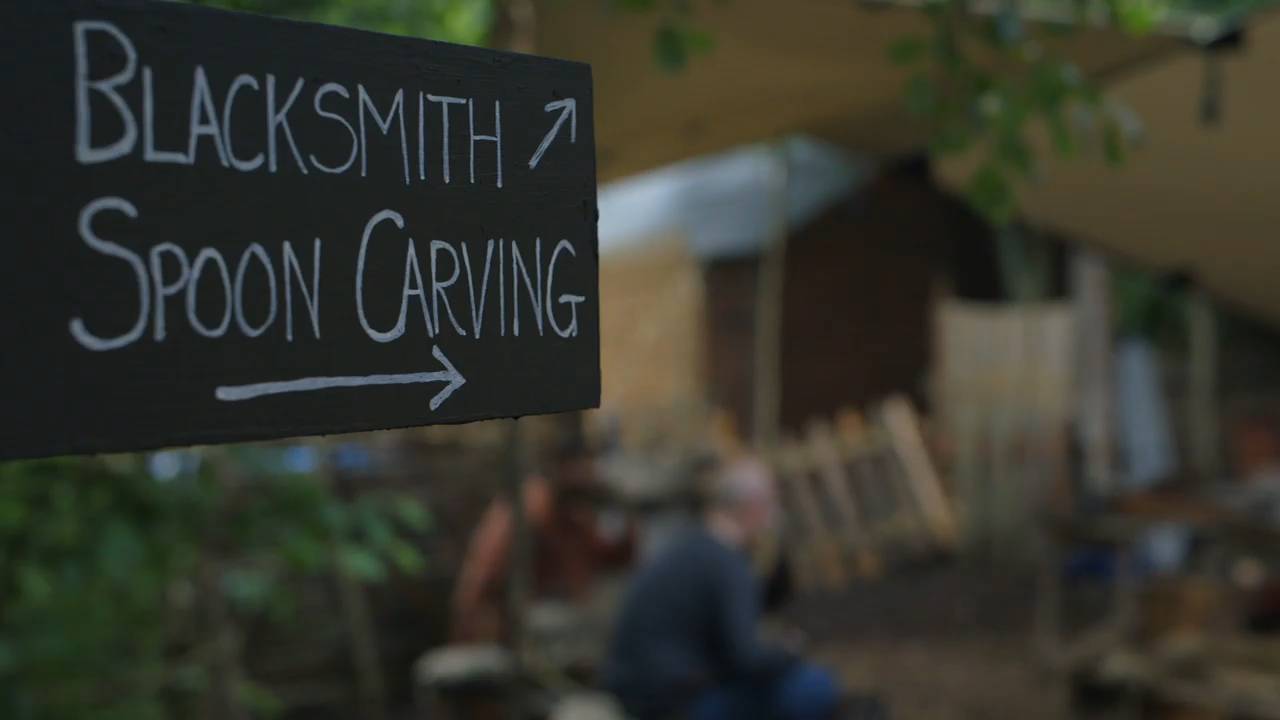 BLACKSMITH ↗
SPOON CARVING
→